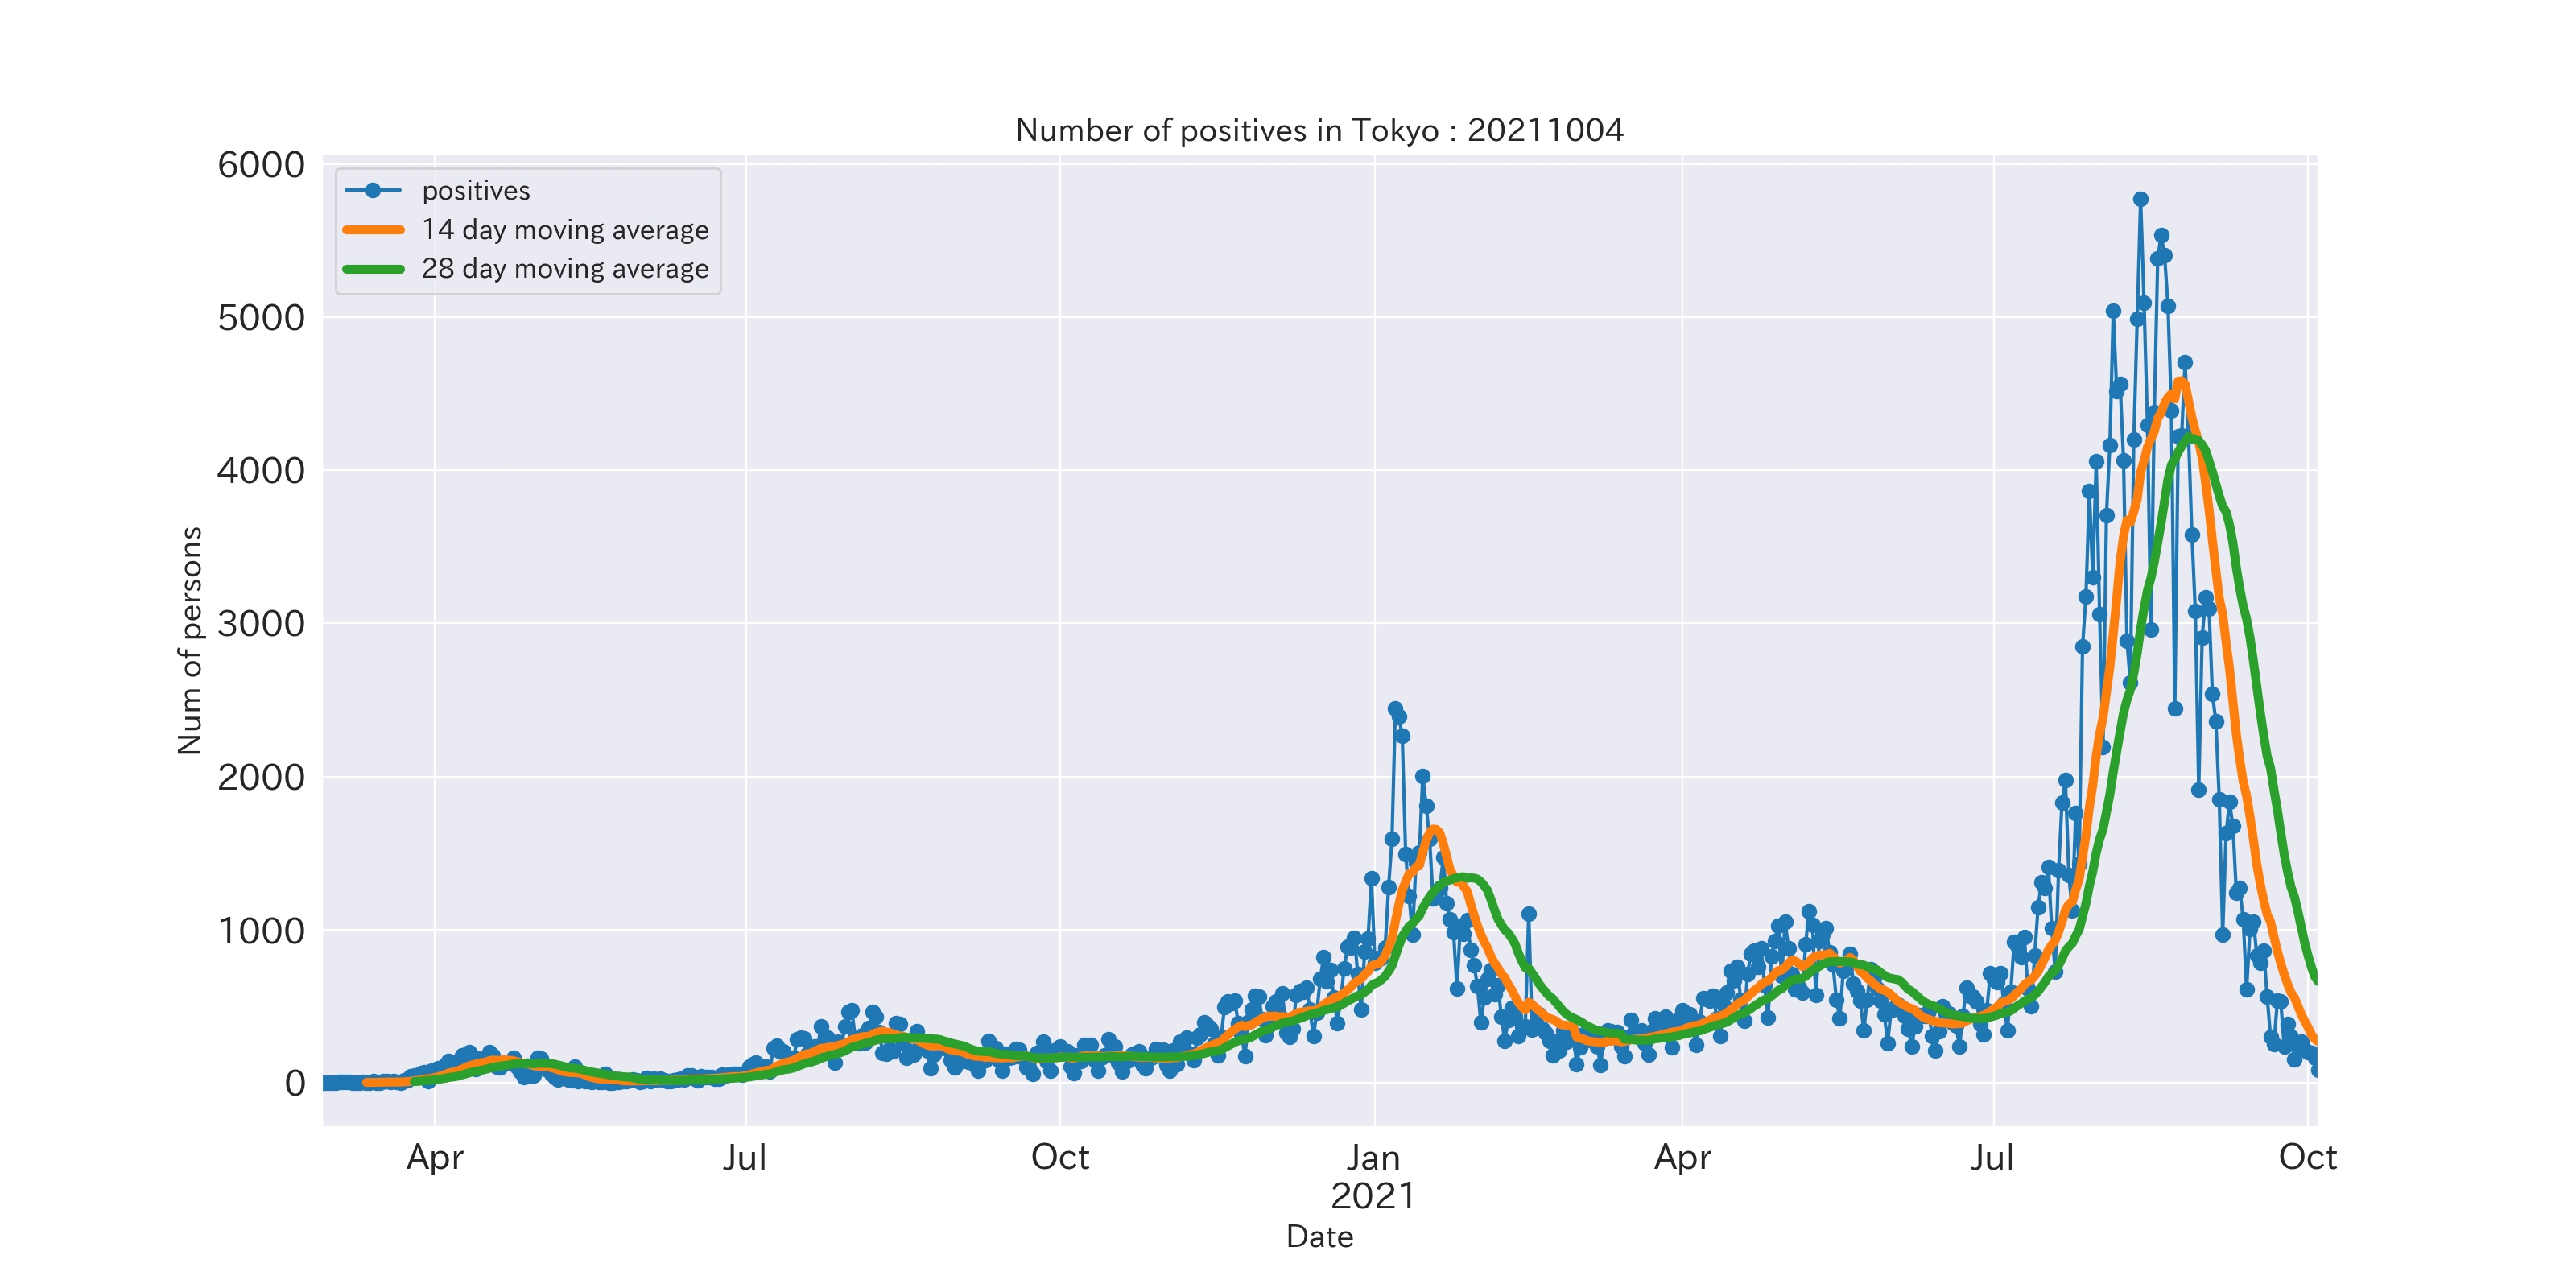 Number of positives in Tokyo : 20211004
6000
5000
4000
3000
2000
1000
0
positives
14 day moving average
28 day moving average
Num of persons
Apr
Jul
Oct
Jan
2021
Apr
Jul
Oct
Date